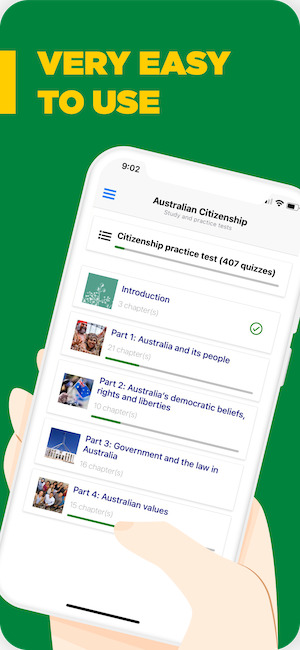 VERY EASY
TO USE
9:02
Australian Citizenship
Study and practice tests
Citizenship practice test (407 quizzes)
Introduction
3 chapter(s)
Part 1: Australia and its people
21 chapter(s)
Part 2: Australia's democratic beliefs,
rights and liberties
10 chapter(s)
Part 3: Government and the law in
Australia
16 chapter(s)
Part 4: Australian values
15 chapter(s)